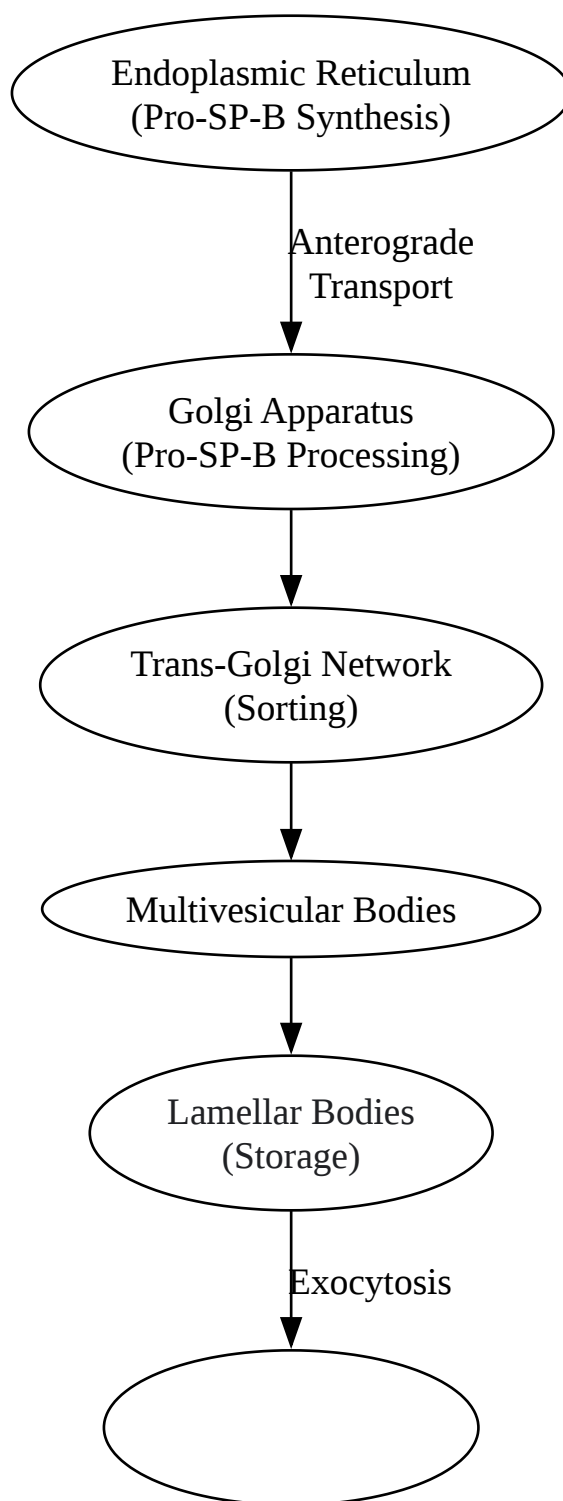 Endoplasmic Reticulum
(Pro-SP-B Synthesis)
Anterograde
Transport
Golgi Apparatus
(Pro-SP-B Processing)
Trans-Golgi Network
(Sorting)
Multivesicular Bodies
Lamellar Bodies
(Storage)
Exocytosis